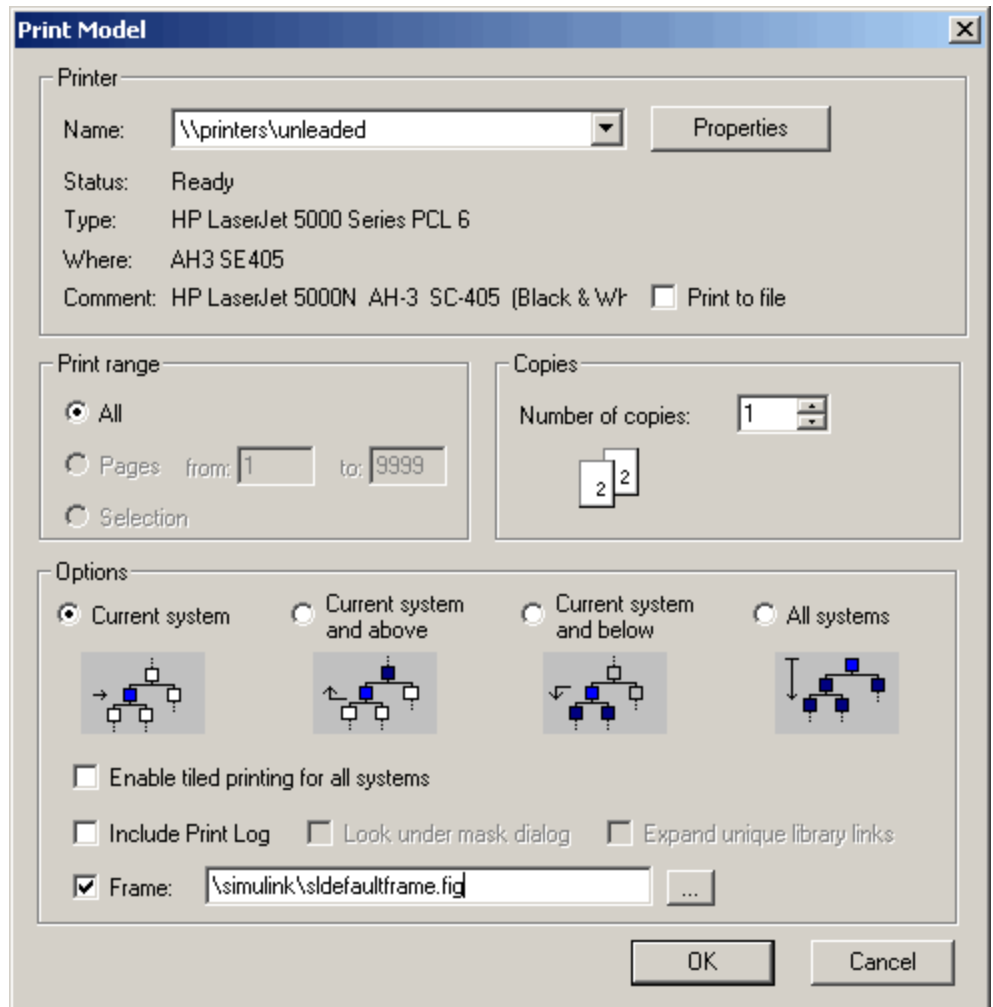 Print Model
Printer
Name: \\printers\unleaded Properties
Status: Ready
Type: HP LaserJet 5000 Series PCL 6
Where: AH3 SE405
Comment: HP LaserJet 5000N AH-3 SC-405 (Black & Wh Print to file
Print range
All
Pages from: 1 to: 9999
Selection
Copies
Number of copies: 1
2 2
Options
Current system
Current system
and above
Current system
and below
All systems
Enable tiled printing for all systems
Include Print Log Look under mask dialog Expand unique library links
Frame: \simulink\sldefaultframe.fig ...
OK Cancel